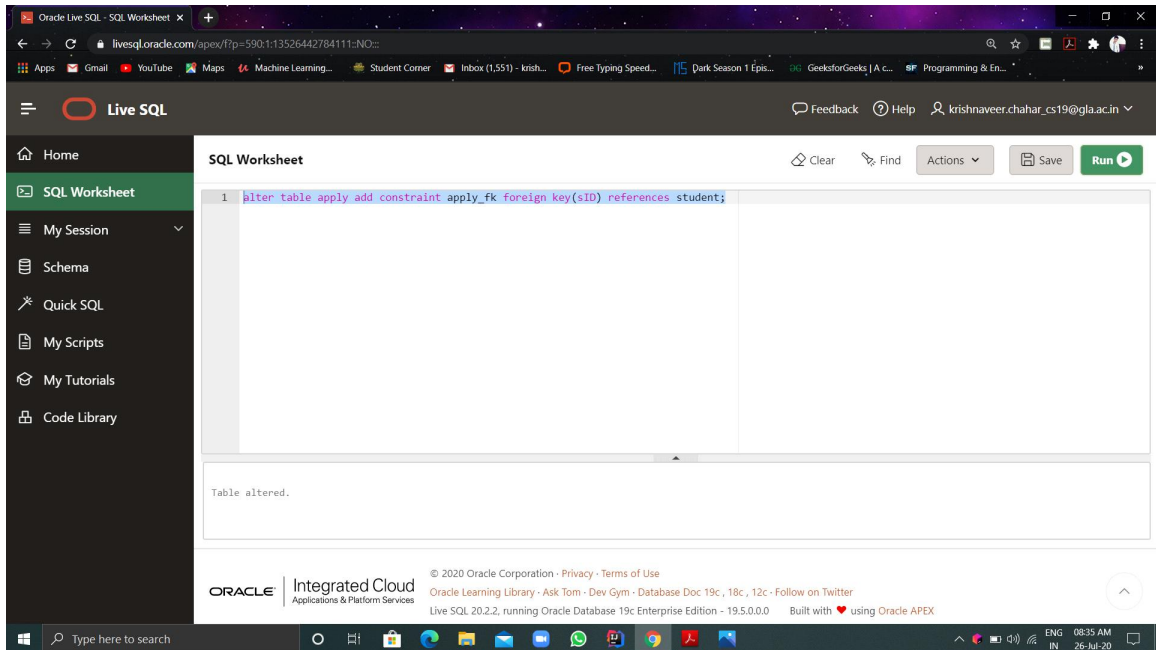 Oracle Live SQL - SQL Worksheet
livesql.oracle.com/apex/f?p=590:1:13526442784111::NO:::
Apps Gmail YouTube Maps Machine Learning... Student Corner Inbox (1,551) - krish... Free Typing Speed... Dark Season 1 Epis... GeeksforGeeks | A c... SF Programming & En... »
Live SQL
Feedback Help krishnaveer.chahar_cs19@gla.ac.in
Home
SQL Worksheet
My Session
Schema
Quick SQL
My Scripts
My Tutorials
Code Library
SQL Worksheet
Clear Find Actions Save Run
1 alter table apply add constraint apply_fk foreign key(sID) references student;
Table altered.
ORACLE Integrated Cloud
Applications & Platform Services
© 2020 Oracle Corporation · Privacy · Terms of Use
Oracle Learning Library · Ask Tom · Dev Gym · Database Doc 19c , 18c , 12c · Follow on Twitter
Live SQL 20.2.2, running Oracle Database 19c Enterprise Edition - 19.5.0.0.0 Built with ❤ using Oracle APEX
Type here to search
ENG 08:35 AM
IN 26-Jul-20